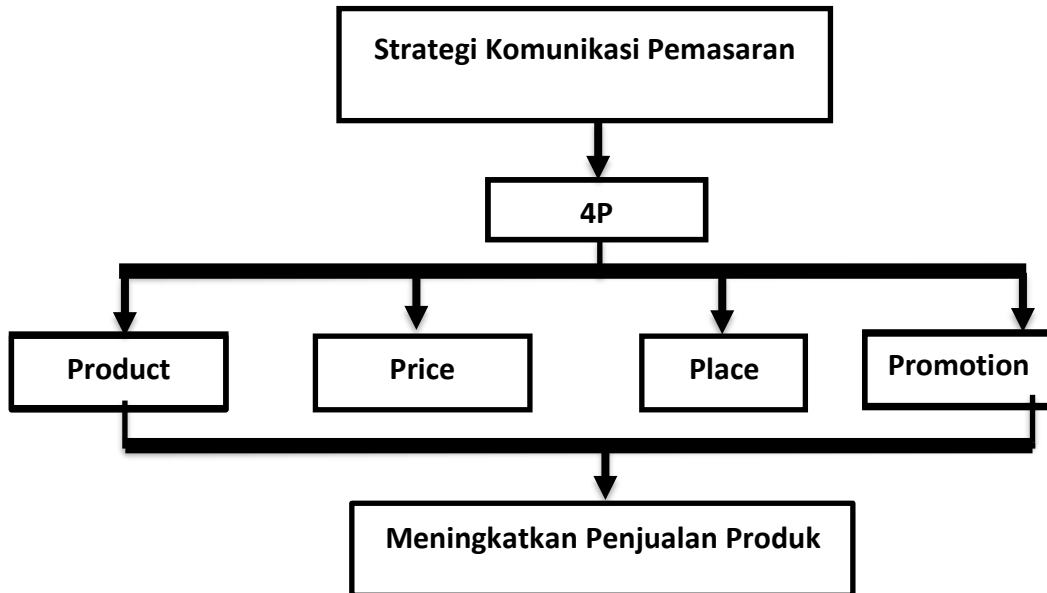 Strategi Komunikasi Pemasaran
4P
Product
Price
Place
Promotion
Meningkatkan Penjualan Produk